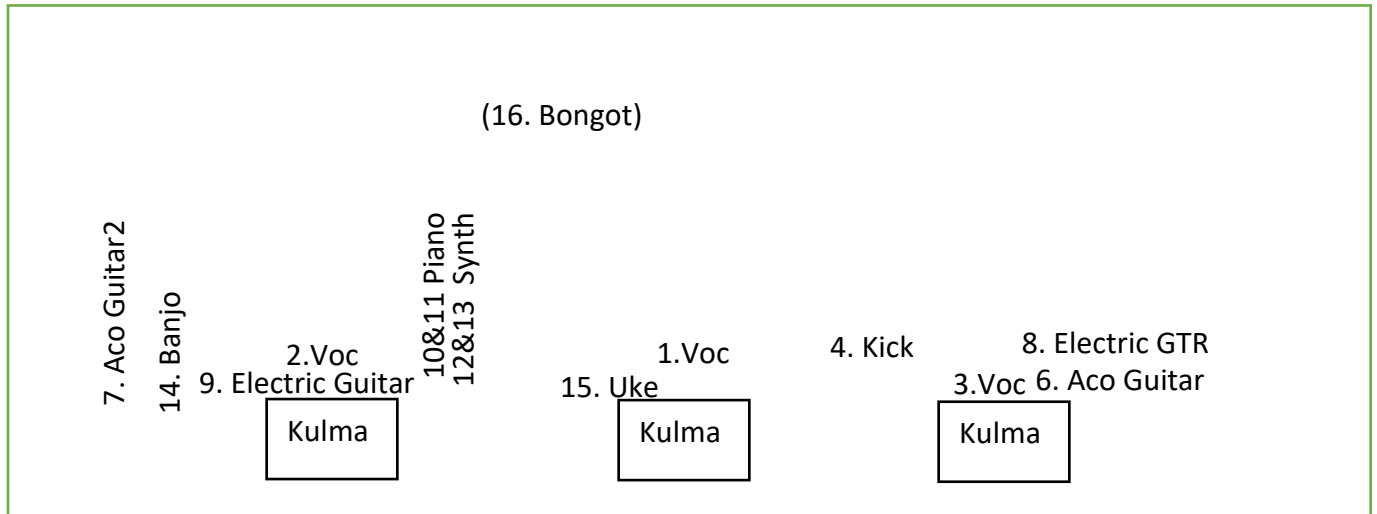 (16. Bongot)
7. Aco Guitar2
14. Banjo
10&11 Piano
12&13 Synth
2.Voc
9. Electric Guitar
1.Voc
15. Uke
4. Kick
8. Electric GTR
3.Voc
6. Aco Guitar
Kulma
Kulma
Kulma